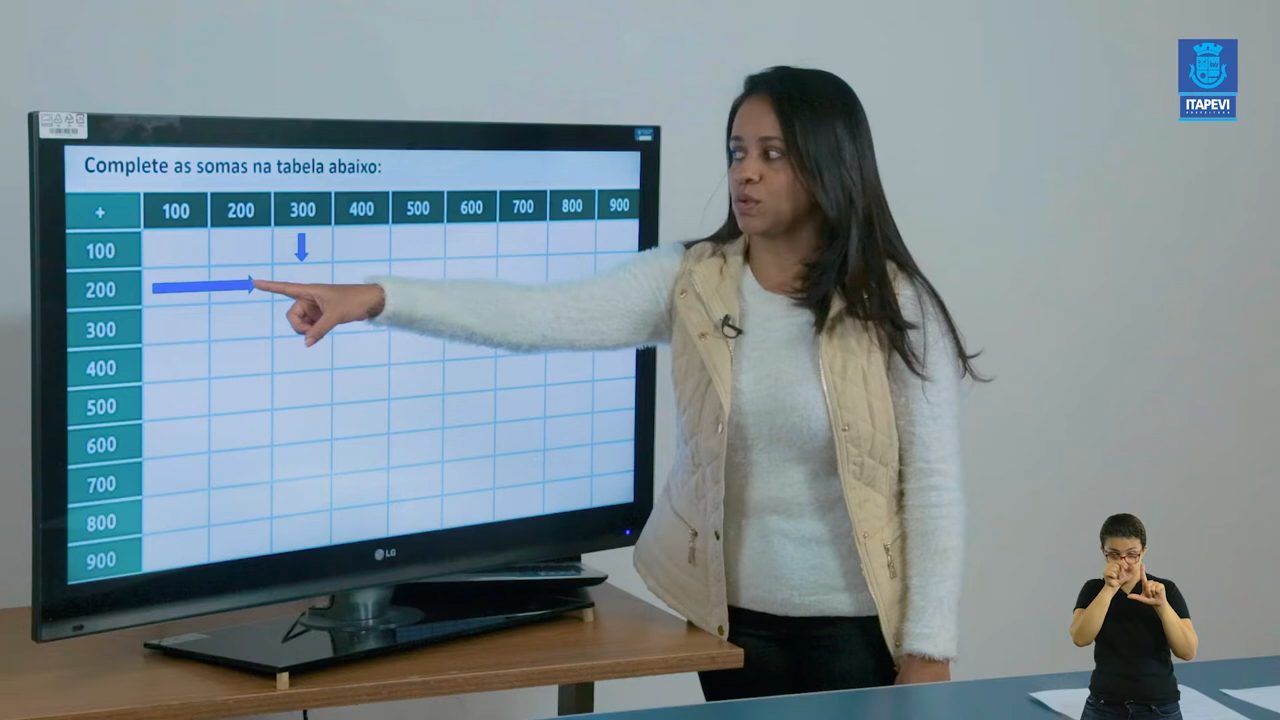 Complete as somas na tabela abaixo:
+ 100 200 300 400 500 600 700 800 900
100
200
300
400
500
600
700
800
900
LG
ITAPEVI
PREFEITURA